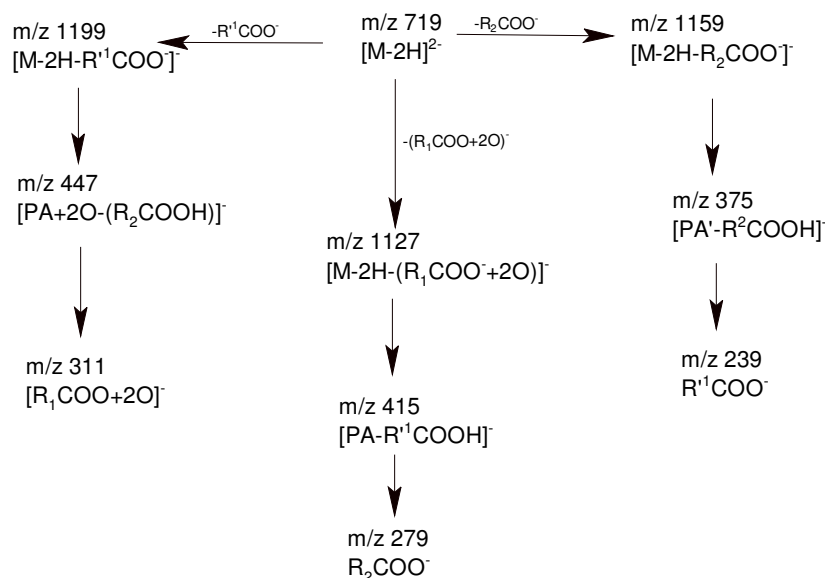 m/z 1199
[M-2H-R'¹COO⁻]⁻
-R'¹COO⁻
m/z 719
[M-2H]²⁻
-R₂COO⁻
m/z 1159
[M-2H-R₂COO⁻]⁻
-(R₁COO+2O)⁻
m/z 447
[PA+2O-(R₂COOH)]⁻
m/z 375
[PA'-R²COOH]⁻
m/z 1127
[M-2H-(R₁COO⁻+2O)]⁻
m/z 311
[R₁COO+2O]⁻
m/z 239
R'¹COO⁻
m/z 415
[PA-R'¹COOH]⁻
m/z 279
R₂COO⁻